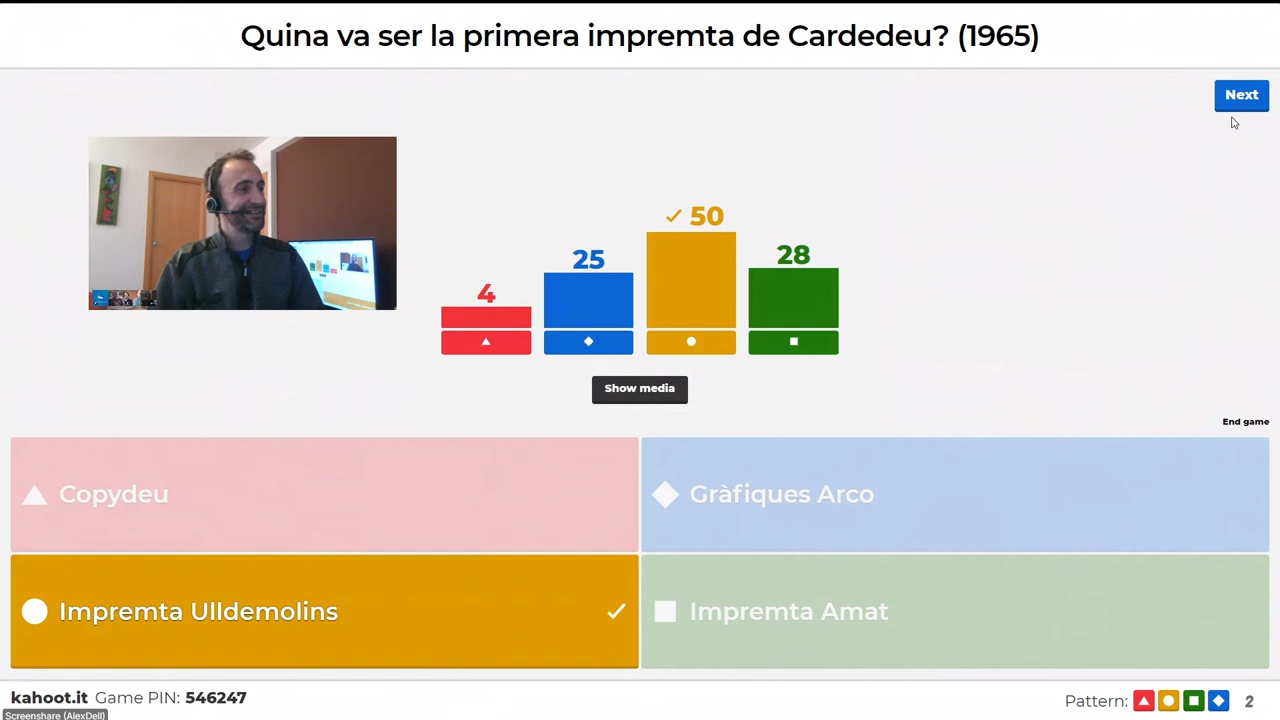 Quina va ser la primera impremta de Cardedeu? (1965)
Next
4
25
50
28
Show media
End game
Copydeu
Gràfiques Arco
Impremta Ulldemolins
Impremta Amat
kahoot.it Game PIN: 546247
Pattern: 2
Screenshare (AlexDell)